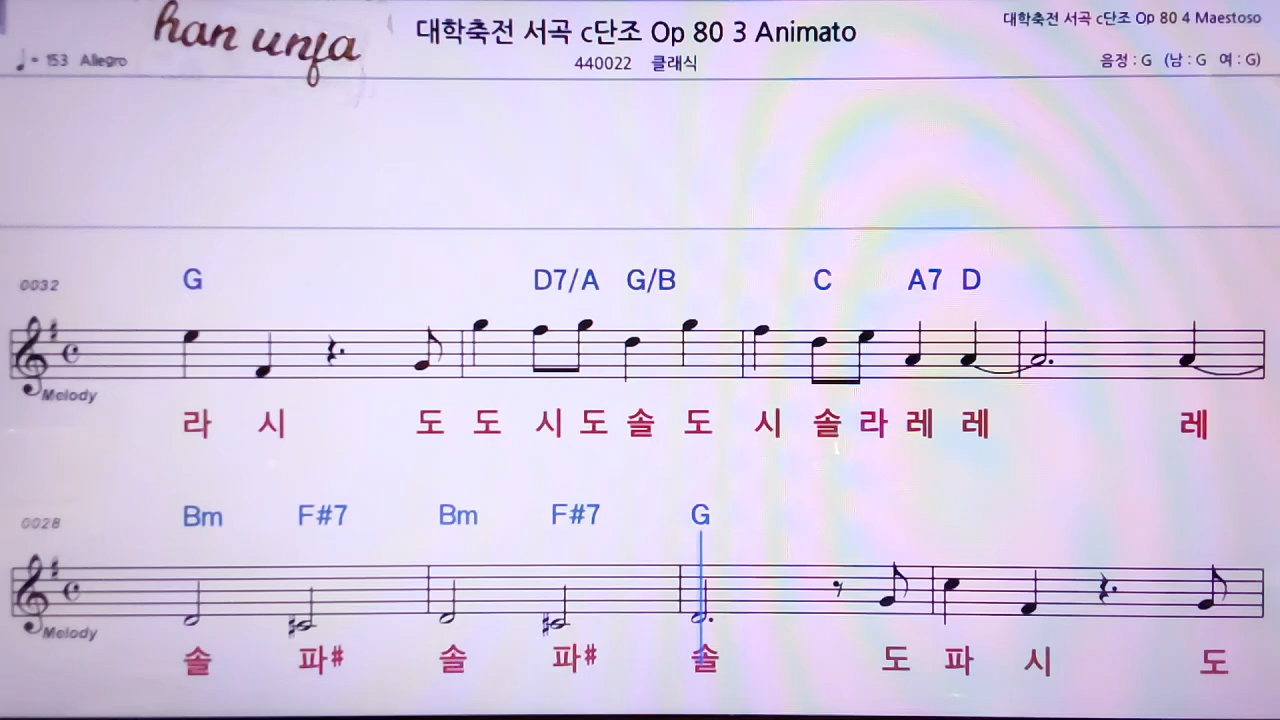 han unfa
대학축전 서곡 c단조 Op 80 3 Animato
대학축전 서곡 c단조 Op 80 4 Maestoso
♩= 153 Allegro
440022 클래식
음정 : G (남 : G 여 : G)
0032 G D7/A G/B C A7 D
Melody
라 시 도 도 시 도 솔 도 시 솔 라 레 레 레
0028 Bm F#7 Bm F#7 G
Melody
솔 파# 솔 파# 솔 도 파 시 도